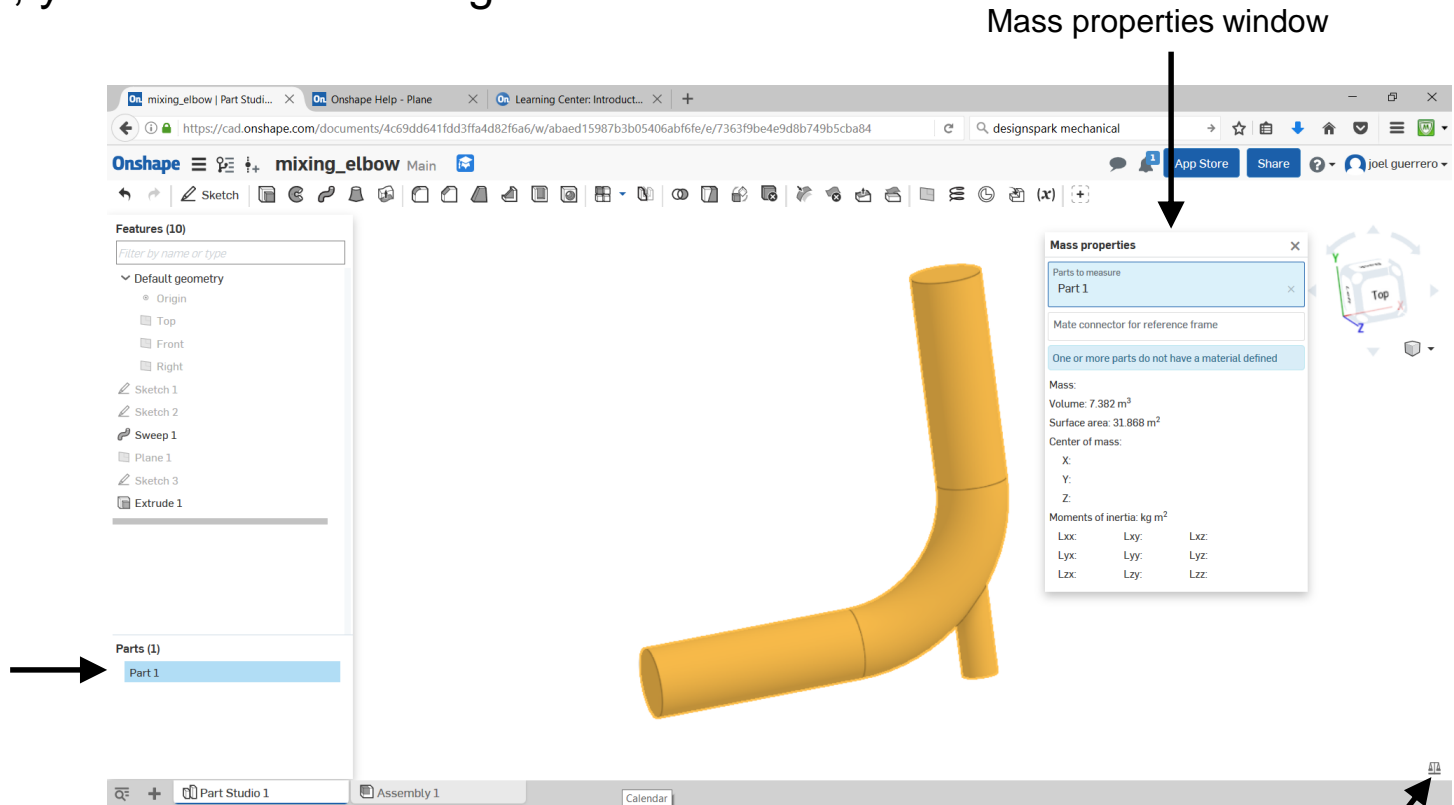 Mass properties window
mixing_elbow | Part Studi...
Onshape Help - Plane
Learning Center: Introduct...
https://cad.onshape.com/documents/4c69dd641fdd3ffa4d82f6a6/w/abaed15987b3b05406abf6fe/e/7363f9be4e9d8b749b5cba84
designspark mechanical
Onshape mixing_elbow Main
1
App Store
Share
joel guerrero
Sketch
(x)
Features (10)
Filter by name or type
Default geometry
Origin
Top
Front
Right
Sketch 1
Sketch 2
Sweep 1
Plane 1
Sketch 3
Extrude 1
Mass properties
Parts to measure
Part 1
Mate connector for reference frame
One or more parts do not have a material defined
Mass:
Volume: 7.382 m³
Surface area: 31.868 m²
Center of mass:
X:
Y:
Z:
Moments of inertia: kg m²
Lxx: Lxy: Lxz:
Lyx: Lyy: Lyz:
Lzx: Lzy: Lzz:
Y
Top
X
Z
Parts (1)
Part 1
Part Studio 1
Assembly 1
Calendar